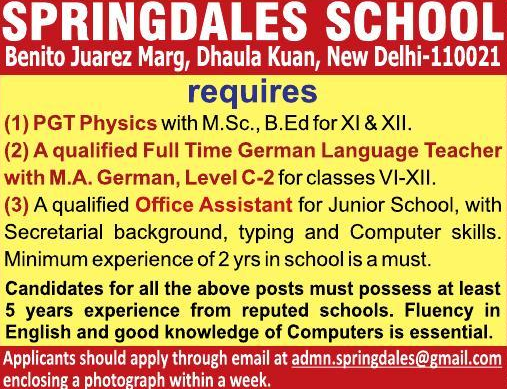 SPRINGDALES SCHOOL
Benito Juarez Marg, Dhaula Kuan, New Delhi-110021
requires
(1) PGT Physics with M.Sc., B.Ed for XI & XII.
(2) A qualified Full Time German Language Teacher
with M.A. German, Level C-2 for classes VI-XII.
(3) A qualified Office Assistant for Junior School, with
Secretarial background, typing and Computer skills.
Minimum experience of 2 yrs in school is a must.
Candidates for all the above posts must possess at least
5 years experience from reputed schools. Fluency in
English and good knowledge of Computers is essential.
Applicants should apply through email at admn.springdales@gmail.com
enclosing a photograph within a week.